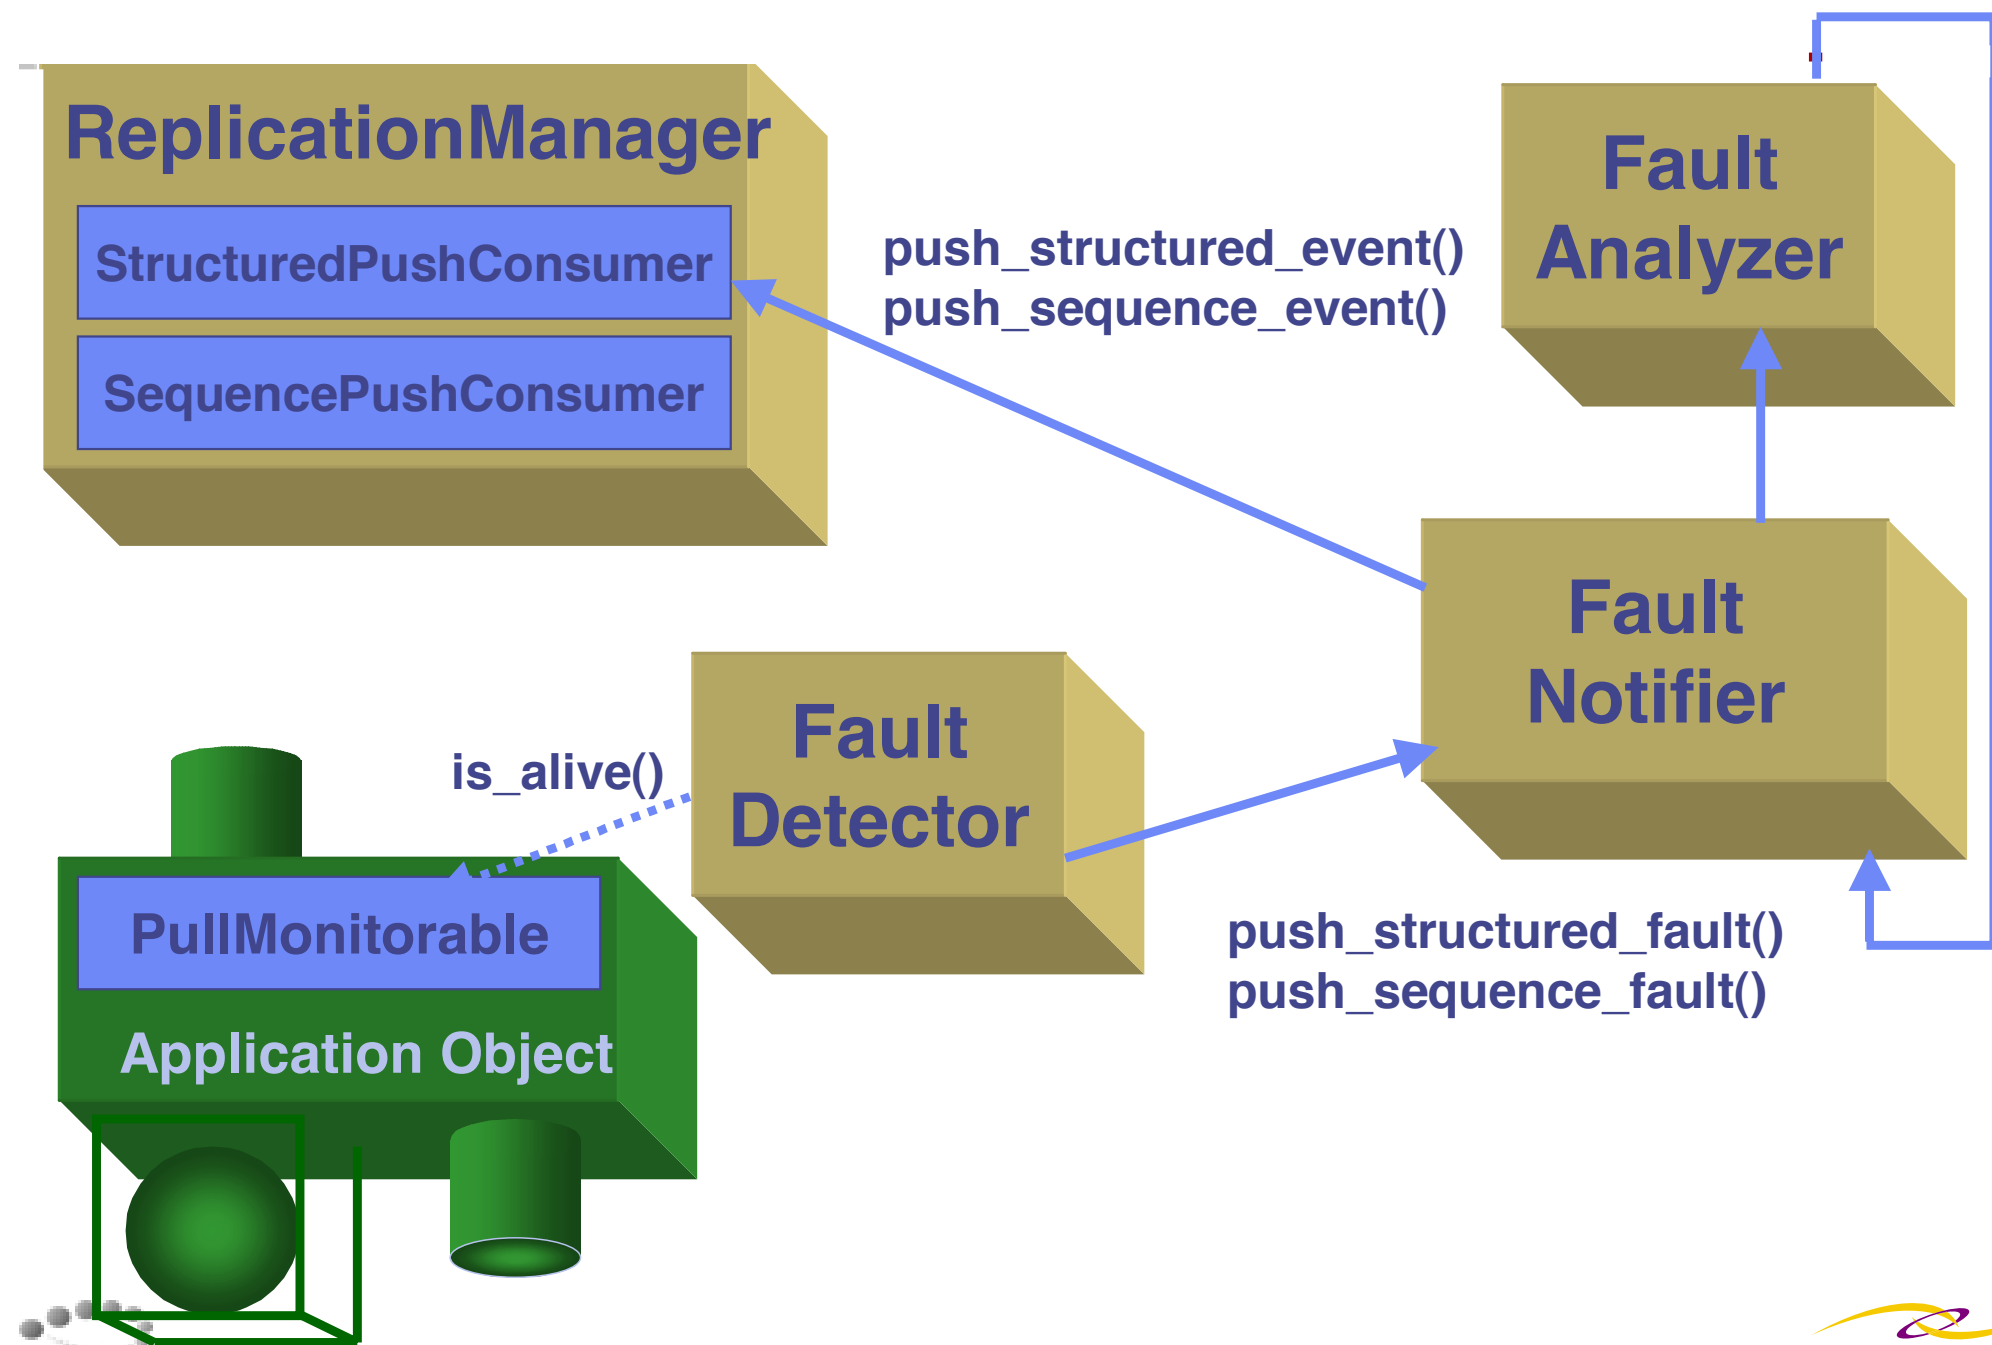 ReplicationManager
StructuredPushConsumer
SequencePushConsumer
push_structured_event()
push_sequence_event()
Fault
Analyzer
Fault
Notifier
Fault
Detector
is_alive()
PullMonitorable
Application Object
push_structured_fault()
push_sequence_fault()